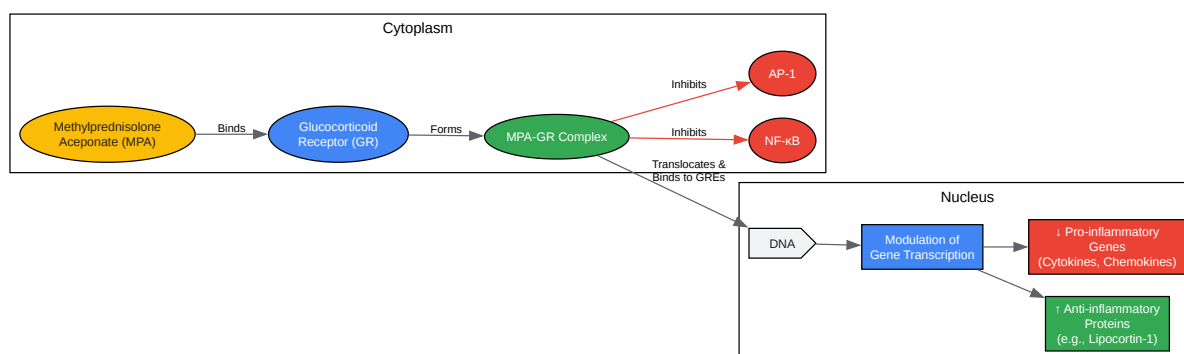 Cytoplasm
Methylprednisolone
Aceponate (MPA)
Binds
Glucocorticoid
Receptor (GR)
Forms
MPA-GR Complex
Inhibits
AP-1
Inhibits
NF-κB
Translocates &
Binds to GREs
Nucleus
DNA
Modulation of
Gene Transcription
↓ Pro-inflammatory
Genes
(Cytokines, Chemokines)
↑ Anti-inflammatory
Proteins
(e.g., Lipocortin-1)